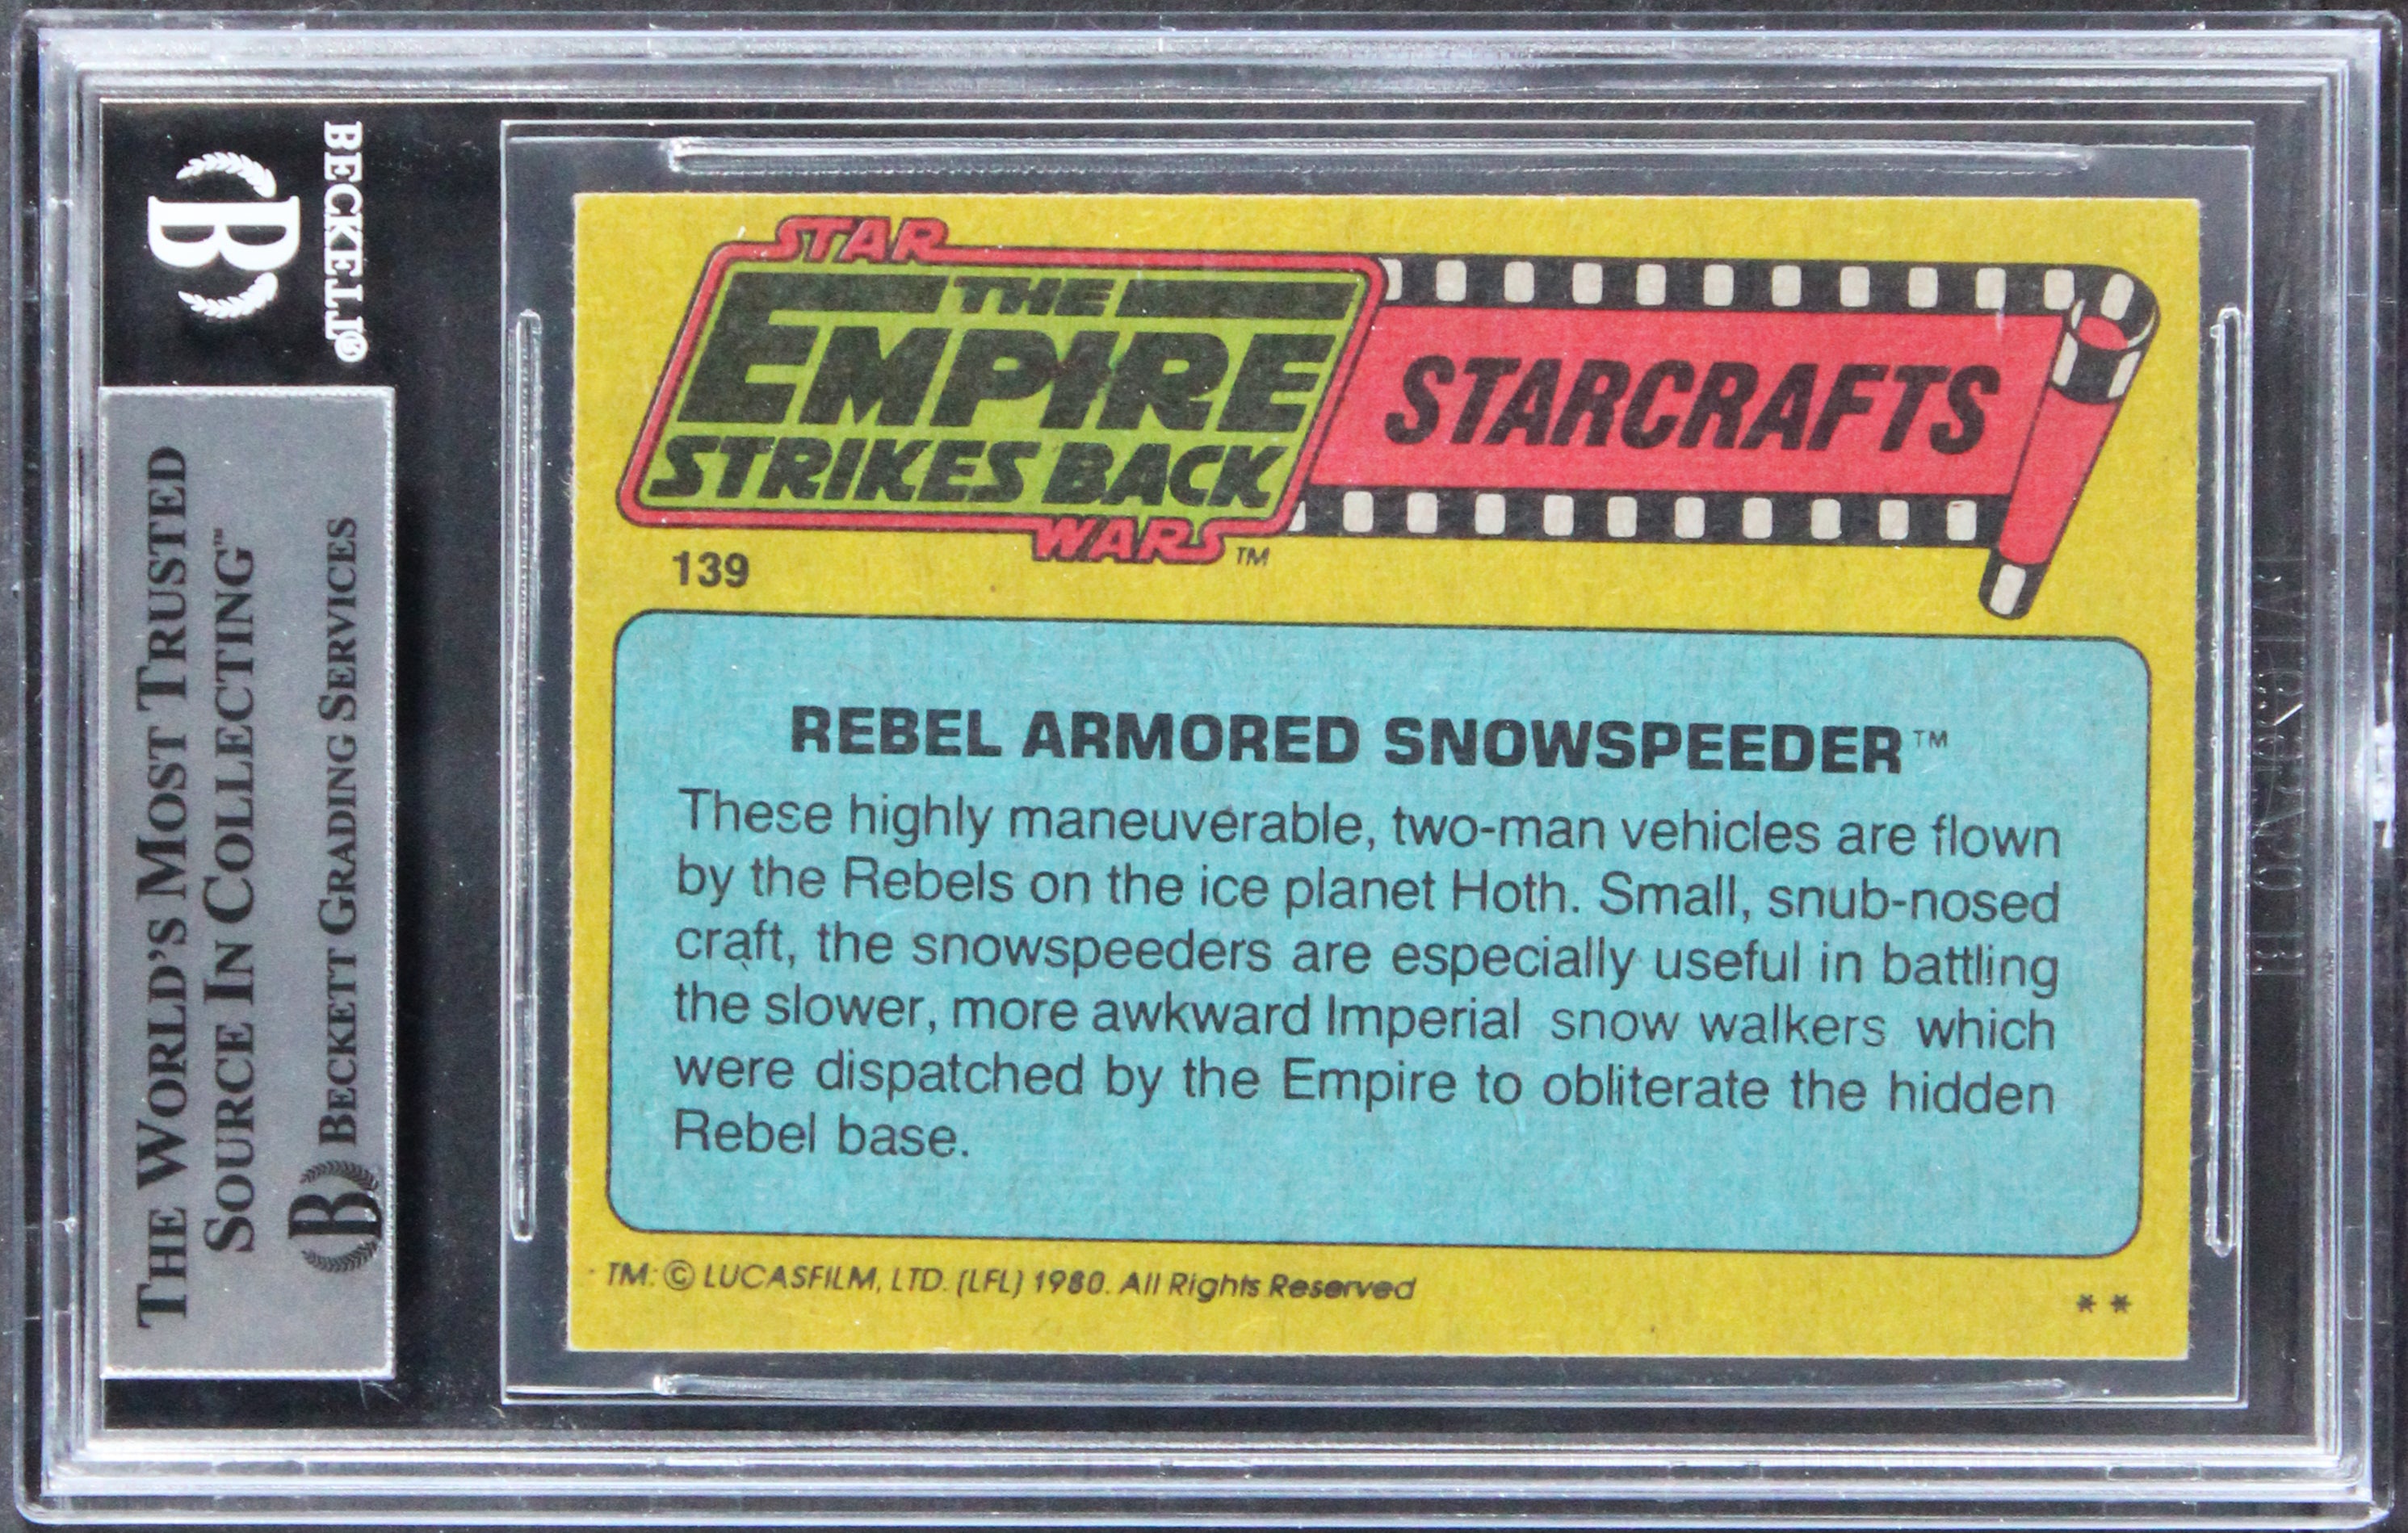 BECKETT®
B
THE WORLD'S MOST TRUSTED
SOURCE IN COLLECTING™
B BECKETT GRADING SERVICES
STAR
THE
EMPIRE
STRIKES BACK
WARS™
STARCRAFTS
139
REBEL ARMORED SNOWSPEEDER™
These highly maneuverable, two-man vehicles are flown
by the Rebels on the ice planet Hoth. Small, snub-nosed
craft, the snowspeeders are especially useful in battling
the slower, more awkward Imperial snow walkers which
were dispatched by the Empire to obliterate the hidden
Rebel base.
TM: © LUCASFILM, LTD. (LFL) 1980. All Rights Reserved
* *